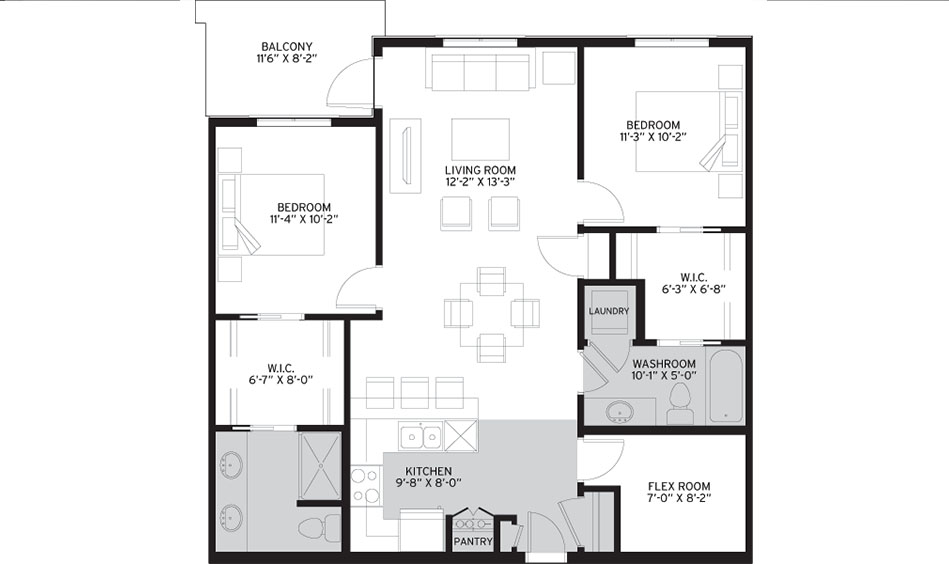 BALCONY
11'6" X 8'-2"
BEDROOM
11'-3" X 10'-2"
LIVING ROOM
12'-2" X 13'-3"
BEDROOM
11'-4" X 10'-2"
W.I.C.
6'-3" X 6'-8"
LAUNDRY
WASHROOM
10'-1" X 5'-0"
W.I.C.
6'-7" X 8'-0"
KITCHEN
9'-8" X 8'-0"
FLEX ROOM
7'-0" X 8'-2"
PANTRY